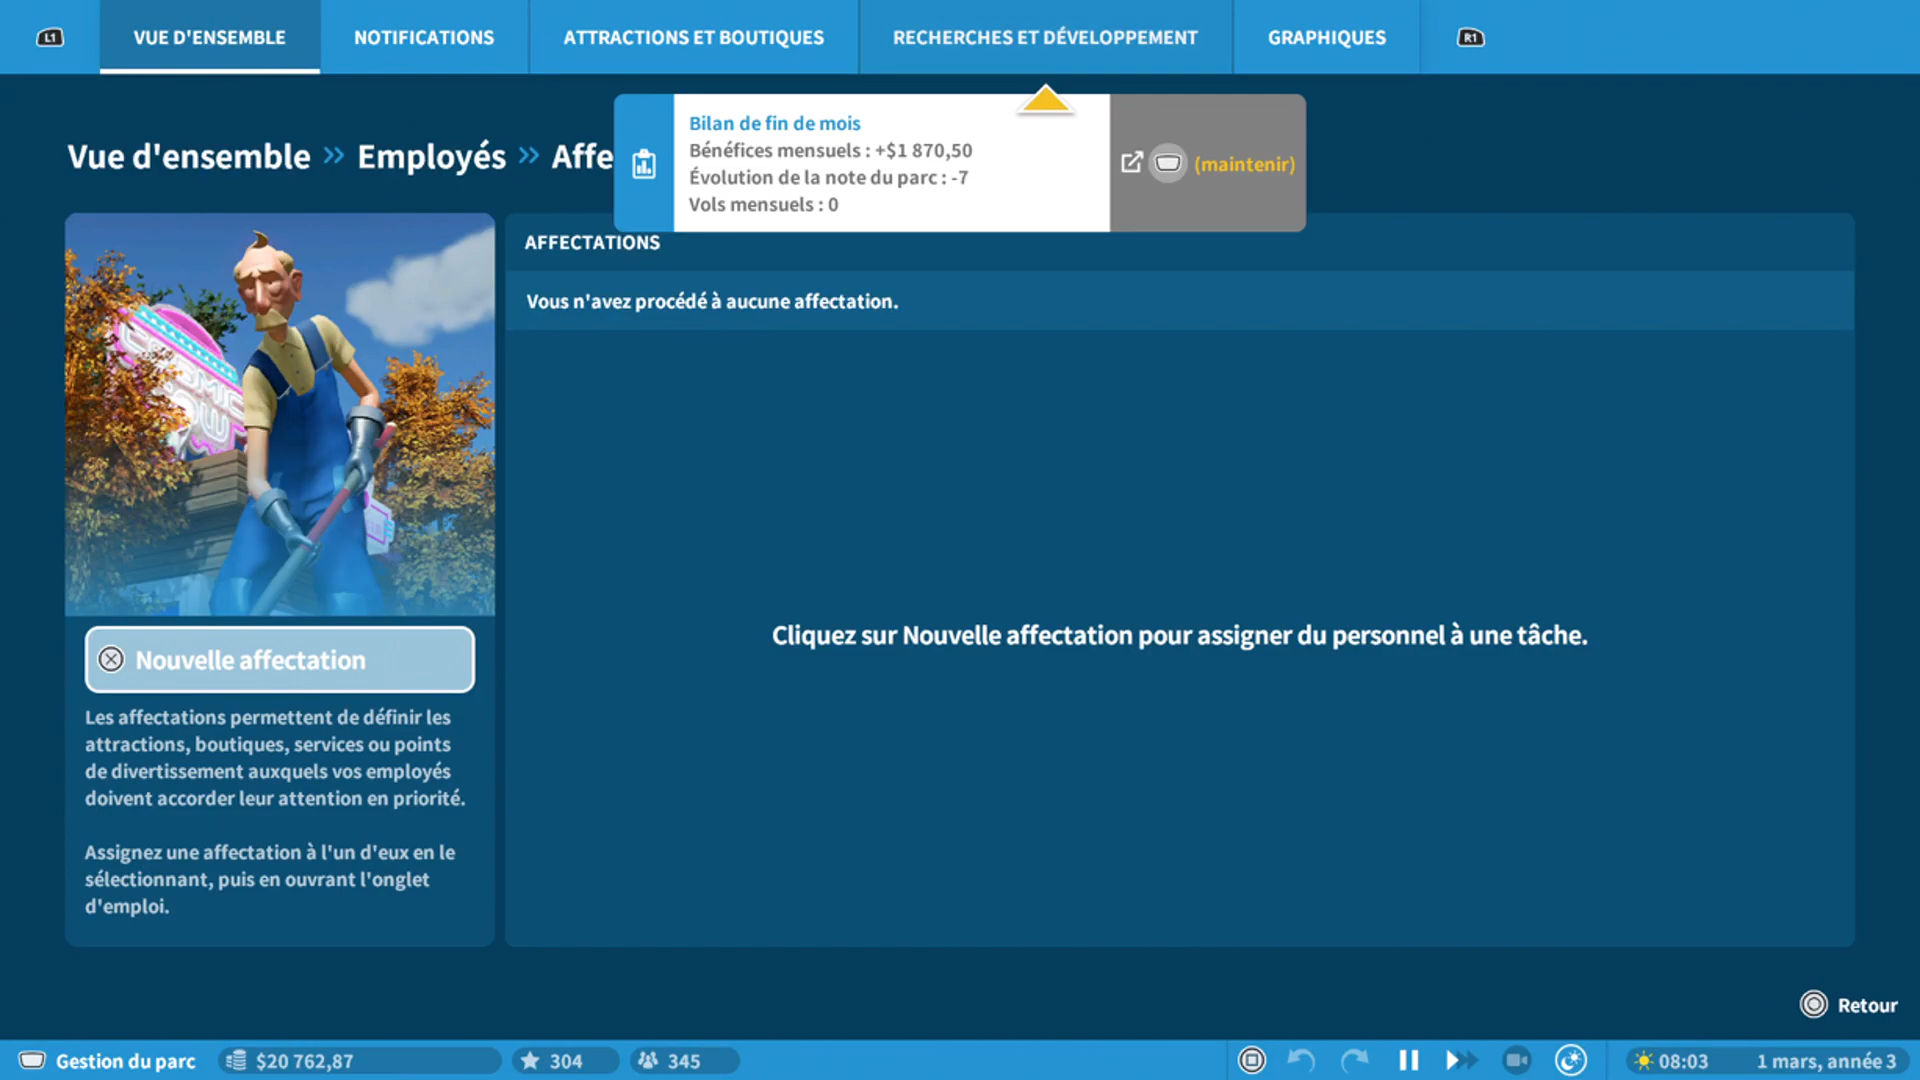 L1
VUE D'ENSEMBLE
NOTIFICATIONS
ATTRACTIONS ET BOUTIQUES
RECHERCHES ET DÉVELOPPEMENT
GRAPHIQUES
R1
Vue d'ensemble » Employés » Affe
Bilan de fin de mois
Bénéfices mensuels : +$1 870,50
Évolution de la note du parc : -7
Vols mensuels : 0
(maintenir)
AFFECTATIONS
Vous n'avez procédé à aucune affectation.
Cliquez sur Nouvelle affectation pour assigner du personnel à une tâche.
Nouvelle affectation
Les affectations permettent de définir les
attractions, boutiques, services ou points
de divertissement auxquels vos employés
doivent accorder leur attention en priorité.
Assignez une affectation à l'un d'eux en le
sélectionnant, puis en ouvrant l'onglet
d'emploi.
Retour
Gestion du parc
$20 762,87
304
345
08:03
1 mars, année 3